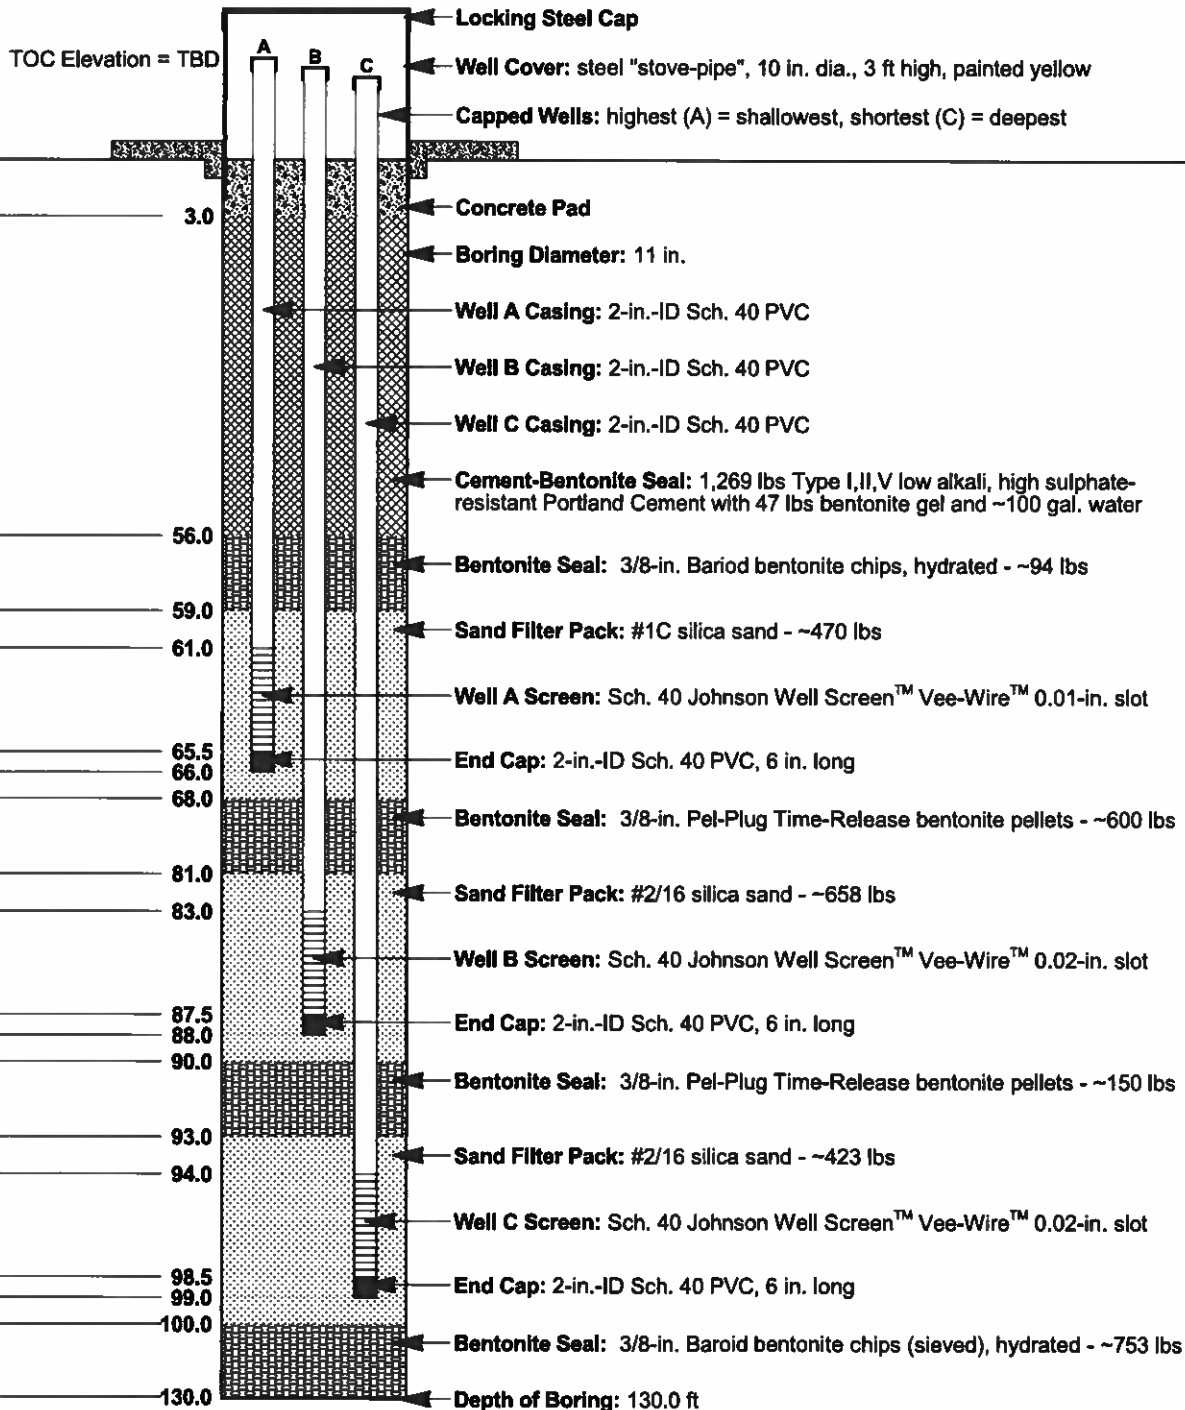 Locking Steel Cap
TOC Elevation = TBD
A
B
C
Well Cover: steel "stove-pipe", 10 in. dia., 3 ft high, painted yellow
Capped Wells: highest (A) = shallowest, shortest (C) = deepest
Concrete Pad
3.0
Boring Diameter: 11 in.
Well A Casing: 2-in.-ID Sch. 40 PVC
Well B Casing: 2-in.-ID Sch. 40 PVC
Well C Casing: 2-in.-ID Sch. 40 PVC
Cement-Bentonite Seal: 1,269 lbs Type I,II,V low alkali, high sulphate-
resistant Portland Cement with 47 lbs bentonite gel and ~100 gal. water
56.0
Bentonite Seal: 3/8-in. Bariod bentonite chips, hydrated - ~94 lbs
59.0
Sand Filter Pack: #1C silica sand - ~470 lbs
61.0
Well A Screen: Sch. 40 Johnson Well Screen™ Vee-Wire™ 0.01-in. slot
65.5
End Cap: 2-in.-ID Sch. 40 PVC, 6 in. long
66.0
68.0
Bentonite Seal: 3/8-in. Pel-Plug Time-Release bentonite pellets - ~600 lbs
81.0
Sand Filter Pack: #2/16 silica sand - ~658 lbs
83.0
Well B Screen: Sch. 40 Johnson Well Screen™ Vee-Wire™ 0.02-in. slot
87.5
End Cap: 2-in.-ID Sch. 40 PVC, 6 in. long
88.0
90.0
Bentonite Seal: 3/8-in. Pel-Plug Time-Release bentonite pellets - ~150 lbs
93.0
Sand Filter Pack: #2/16 silica sand - ~423 lbs
94.0
Well C Screen: Sch. 40 Johnson Well Screen™ Vee-Wire™ 0.02-in. slot
98.5
End Cap: 2-in.-ID Sch. 40 PVC, 6 in. long
99.0
100.0
Bentonite Seal: 3/8-in. Baroid bentonite chips (sieved), hydrated - ~753 lbs
130.0
Depth of Boring: 130.0 ft